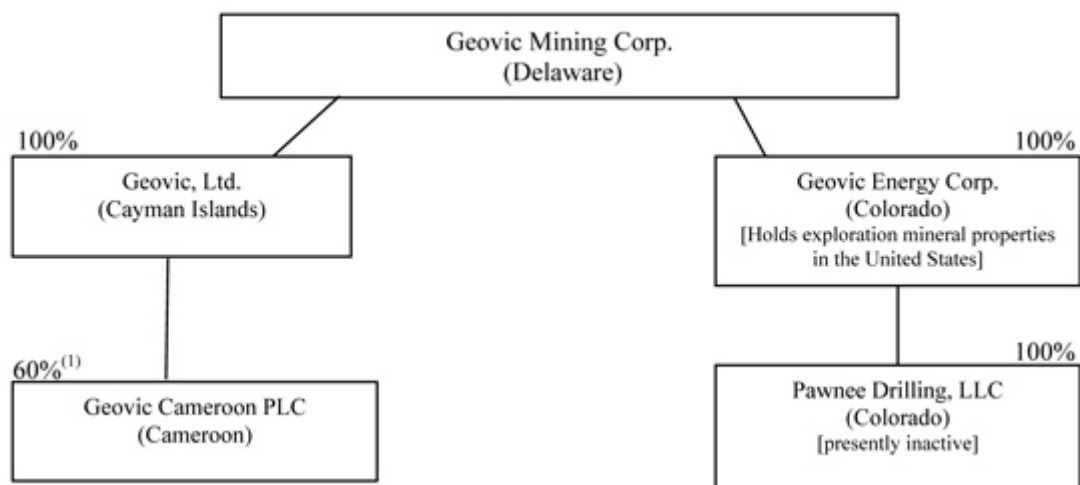 Geovic Mining Corp.
(Delaware)
100%
Geovic, Ltd.
(Cayman Islands)
100%
Geovic Energy Corp.
(Colorado)
[Holds exploration mineral properties
in the United States]
60%(1)
Geovic Cameroon PLC
(Cameroon)
100%
Pawnee Drilling, LLC
(Colorado)
[presently inactive]